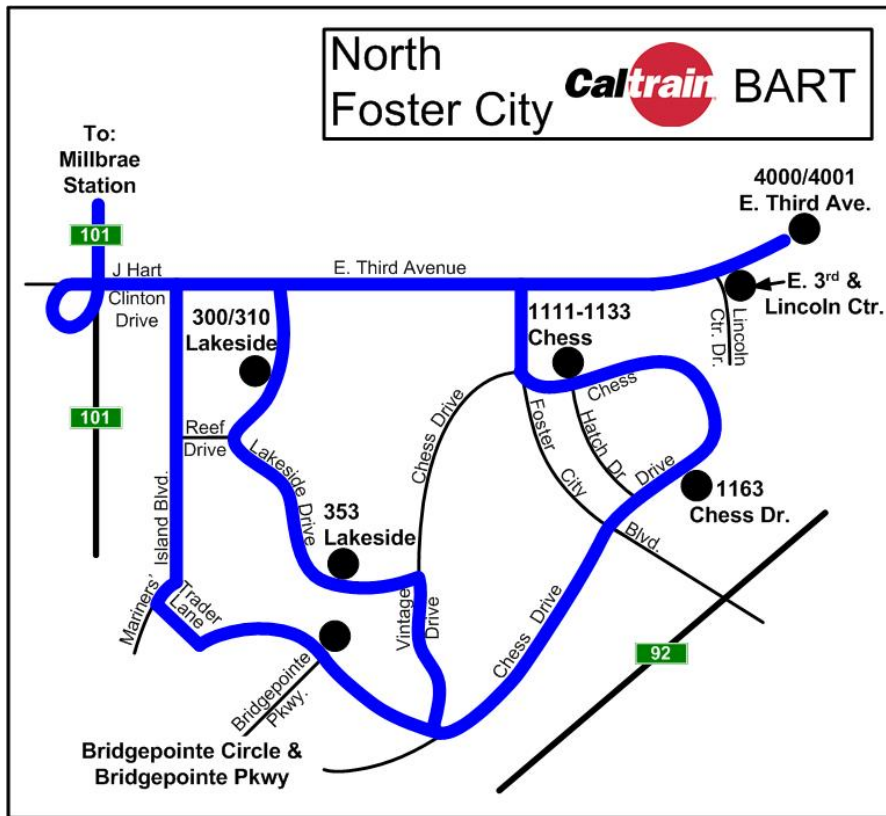 North
Foster City
Caltrain
BART
To:
Millbrae
Station
101
4000/4001
E. Third Ave.
J Hart
Clinton
Drive
E. Third Avenue
E. 3rd &
Lincoln Ctr.
Lincoln
Ctr. Dr.
300/310
Lakeside
1111-1133
Chess
Chess
101
Reef
Drive
Lakeside Drive
Chess Drive
Foster
City
Blvd.
Hatch Dr
Drive
1163
Chess Dr.
353
Lakeside
Mariners' Island Blvd.
Trader
Lane
Vintage
Drive
Chess Drive
92
Bridgepointe
Pkwy.
Bridgepointe Circle &
Bridgepointe Pkwy